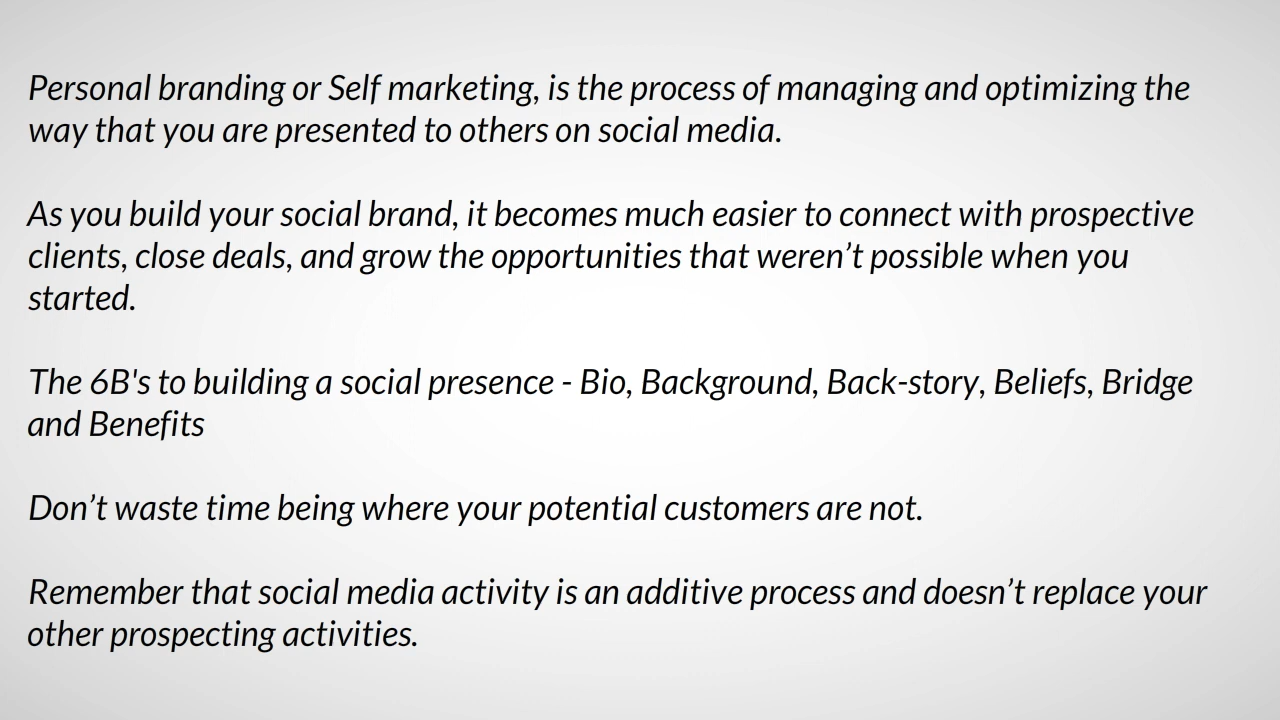 Personal branding or Self marketing, is the process of managing and optimizing the
way that you are presented to others on social media.
As you build your social brand, it becomes much easier to connect with prospective
clients, close deals, and grow the opportunities that weren’t possible when you
started.
The 6B's to building a social presence - Bio, Background, Back-story, Beliefs, Bridge
and Benefits
Don’t waste time being where your potential customers are not.
Remember that social media activity is an additive process and doesn’t replace your
other prospecting activities.